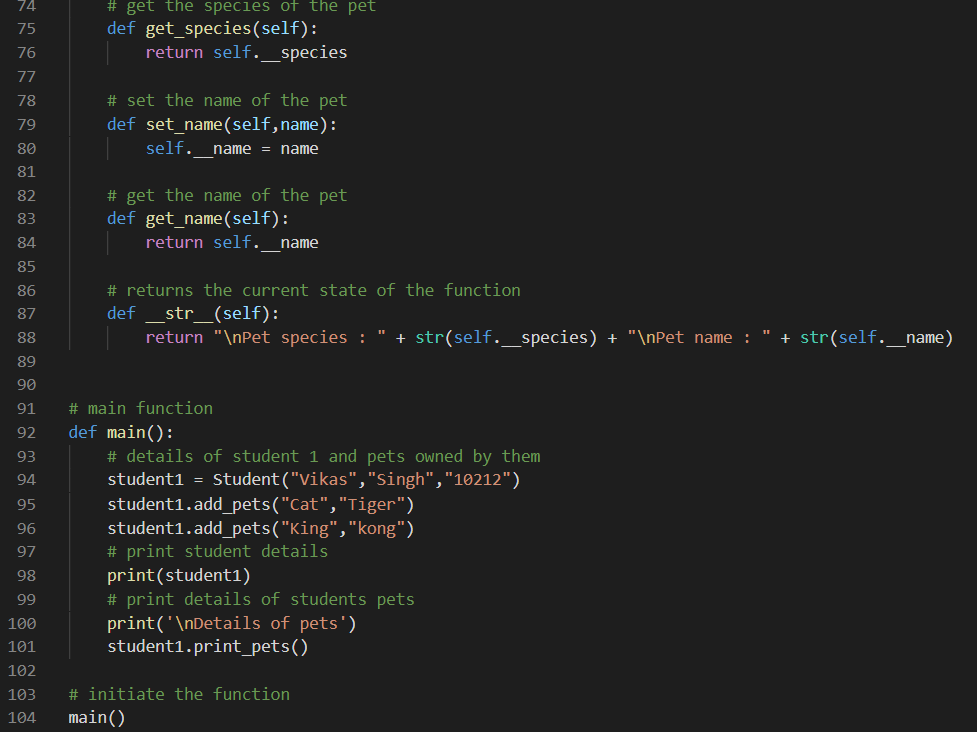 74 # get the species of the pet
75 def get_species(self):
76 return self.__species
77
78 # set the name of the pet
79 def set_name(self,name):
80 self.__name = name
81
82 # get the name of the pet
83 def get_name(self):
84 return self.__name
85
86 # returns the current state of the function
87 def __str__(self):
88 return "\nPet species : " + str(self.__species) + "\nPet name : " + str(self.__name)
89
90
91 # main function
92 def main():
93 # details of student 1 and pets owned by them
94 student1 = Student("Vikas","Singh","10212")
95 student1.add_pets("Cat","Tiger")
96 student1.add_pets("King","kong")
97 # print student details
98 print(student1)
99 # print details of students pets
100 print('\nDetails of pets')
101 student1.print_pets()
102
103 # initiate the function
104 main()